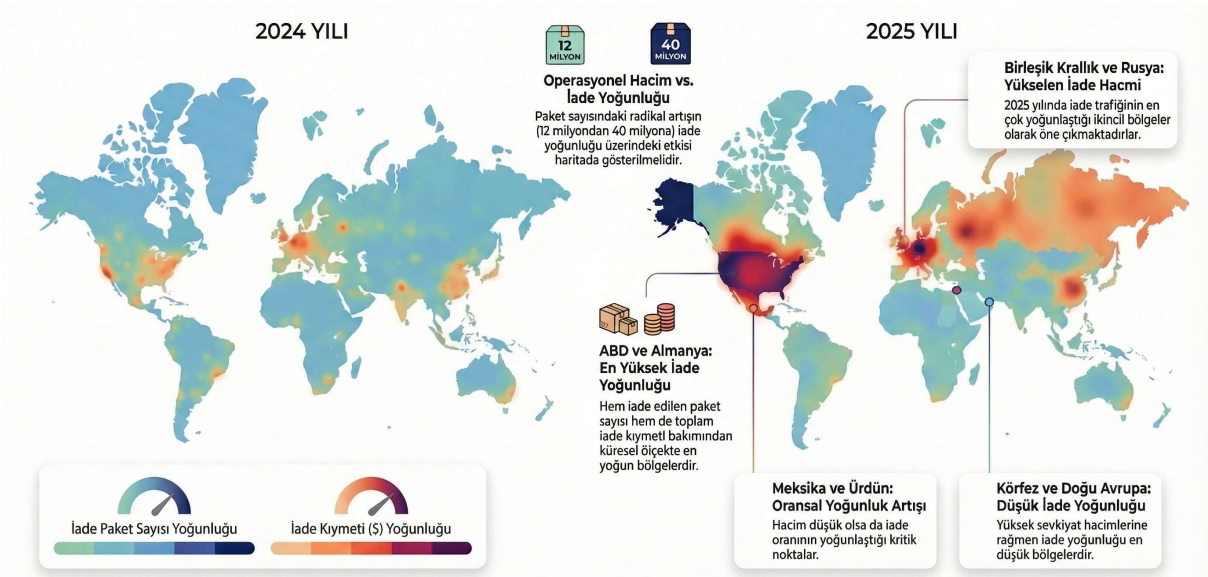 2024 YILI
12
MİLYON
40
MİLYON
Operasyonel Hacim vs.
İade Yoğunluğu
Paket sayısındaki radikal artışın
(12 milyondan 40 milyona) iade
yoğunluğu üzerindeki etkisi
haritada gösterilmelidir.
2025 YILI
Birleşik Krallık ve Rusya:
Yükselen İade Hacmi
2025 yılında iade trafiğinin en
çok yoğunlaştığı ikincil bölgeler
olarak öne çıkmaktadırlar.
ABD ve Almanya:
En Yüksek İade
Yoğunluğu
Hem iade edilen paket
sayısı hem de toplam
iade kıymetl bakımından
küresel ölçekte en
yoğun bölgelerdir.
İade Paket Sayısı Yoğunluğu
İade Kıymeti ($) Yoğunluğu
Meksika ve Ürdün:
Oransal Yoğunluk Artışı
Hacim düşük olsa da iade
oranının yoğunlaştığı kritik
noktalar.
Körfez ve Doğu Avrupa:
Düşük İade Yoğunluğu
Yüksek sevkiyat hacimlerine
rağmen iade yoğunluğu en
düşük bölgelerdir.